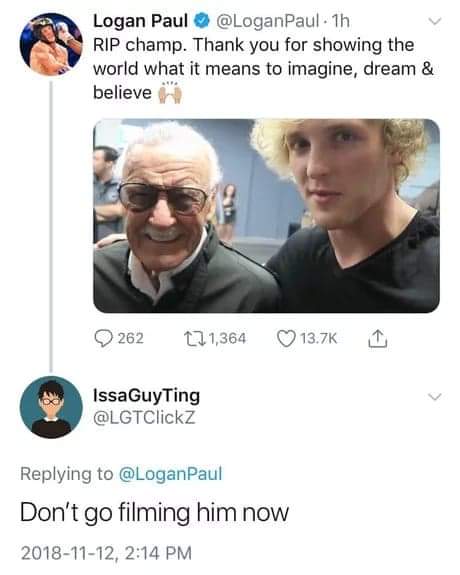 Logan Paul @LoganPaul · 1h
RIP champ. Thank you for showing the
world what it means to imagine, dream &
believe 🙌🏼
262 1,364 13.7K
IssaGuyTing
@LGTClickZ
Replying to @LoganPaul
Don't go filming him now
2018-11-12, 2:14 PM